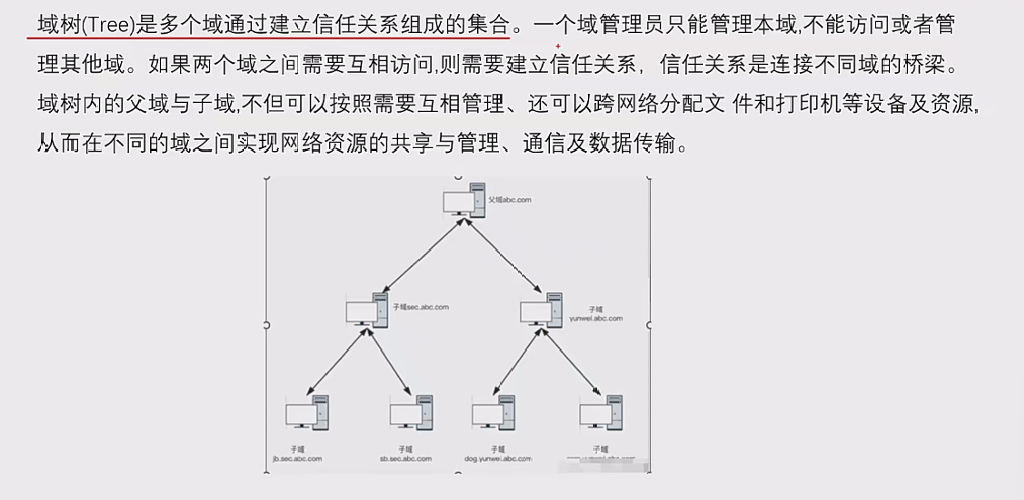 域树(Tree)是多个域通过建立信任关系组成的集合。一个域管理员只能管理本域,不能访问或者管
理其他域。如果两个域之间需要互相访问,则需要建立信任关系，信任关系是连接不同域的桥梁。
域树内的父域与子域,不但可以按照需要互相管理、还可以跨网络分配文 件和打印机等设备及资源,
从而在不同的域之间实现网络资源的共享与管理、通信及数据传输。
父域abc.com
子域sec.abc.com
子域
yunwei.abc.com
子域
jb.sec.abc.com
子域
sb.sec.abc.com
子域
dog.yunwei.abc.com
子域